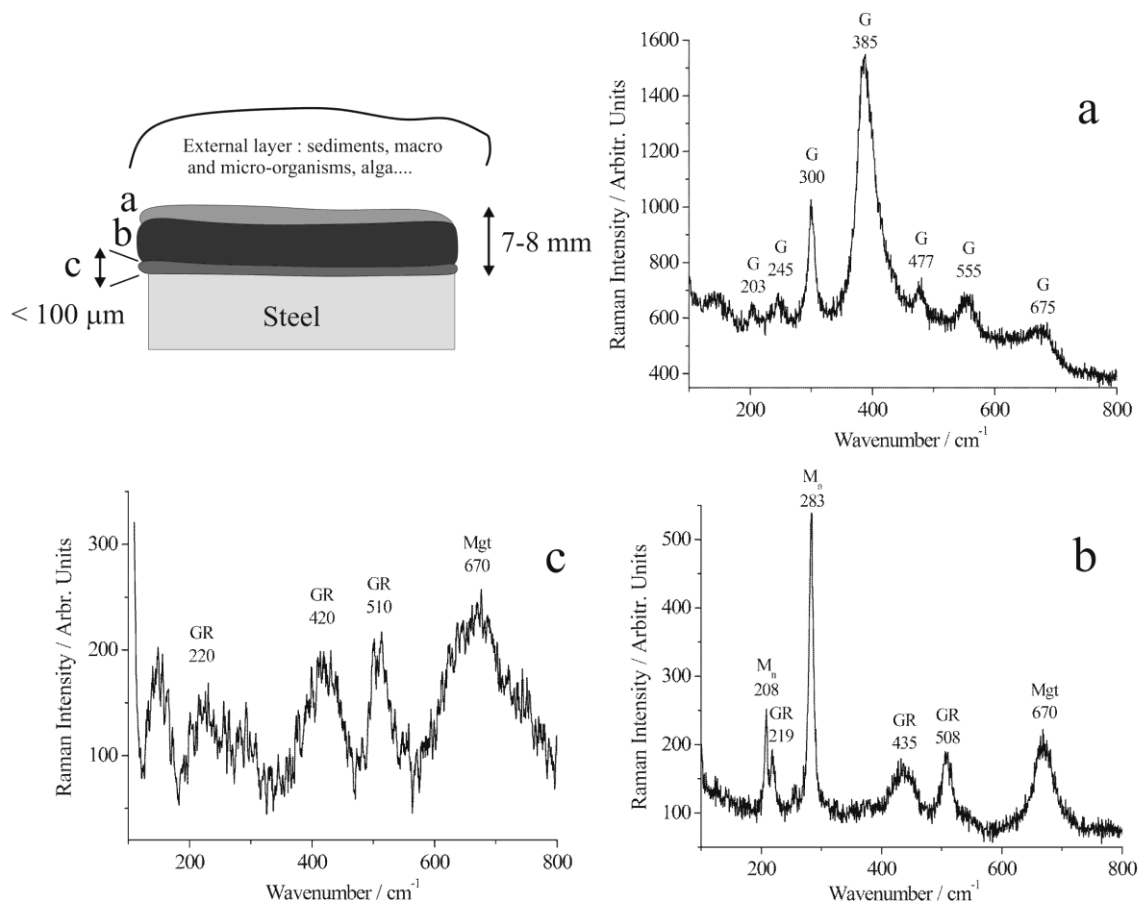 External layer : sediments, macro
and micro-organisms, alga....
a
b
c
7-8 mm
< 100 μm
Steel
a
G
385
G
300
G
203
G
245
G
477
G
555
G
675
1600
1400
1200
1000
800
600
400
200
400
600
800
Raman Intensity / Arbitr. Units
Wavenumber / cm⁻¹
c
Mgt
670
GR
510
GR
420
GR
220
300
200
100
200
400
600
800
Raman Intensity / Arbr. Units
Wavenumber / cm⁻¹
b
Mₙ
283
Mₙ
208
GR
219
GR
435
GR
508
Mgt
670
500
400
300
200
100
200
400
600
800
Raman Intensity / Arbitr. Units
Wavenumber / cm⁻¹